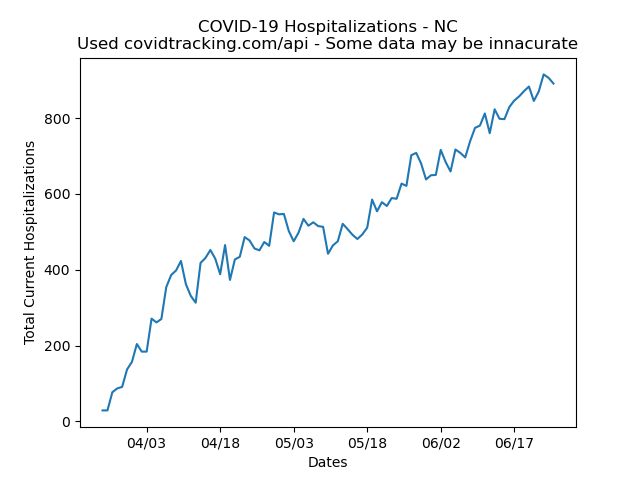 COVID-19 Hospitalizations - NC
Used covidtracking.com/api - Some data may be innacurate
Total Current Hospitalizations
800
600
400
200
0
04/03 04/18 05/03 05/18 06/02 06/17
Dates